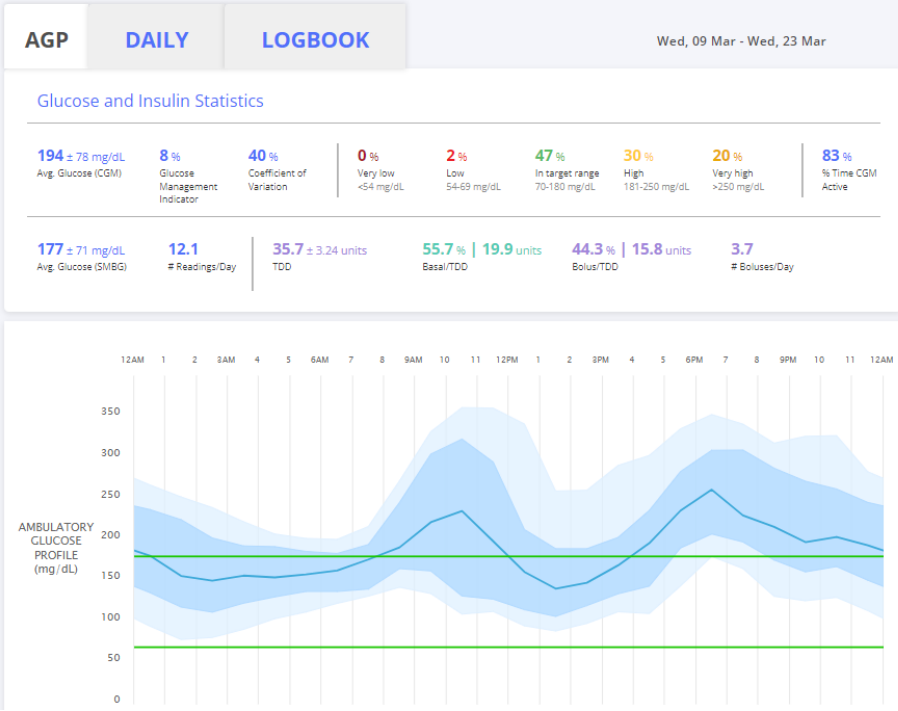 AGP DAILY LOGBOOK Wed, 09 Mar - Wed, 23 Mar
Glucose and Insulin Statistics
194 ± 78 mg/dL 8 % 40 % 0 % 2 % 47 % 30 % 20 % 83 %
Avg. Glucose (CGM) Glucose Coefficient of Very low Low In target range High Very high % Time CGM
Management Variation <54 mg/dL 54-69 mg/dL 70-180 mg/dL 181-250 mg/dL >250 mg/dL Active
Indicator
177 ± 71 mg/dL 12.1 35.7 ± 3.24 units 55.7 % | 19.9 units 44.3 % | 15.8 units 3.7
Avg. Glucose (SMBG) # Readings/Day TDD Basal/TDD Bolus/TDD # Boluses/Day
12AM 1 2 3AM 4 5 6AM 7 8 9AM 10 11 12PM 1 2 3PM 4 5 6PM 7 8 9PM 10 11 12AM
350
300
250
200
150
100
50
0
AMBULATORY
GLUCOSE
PROFILE
(mg/dL)